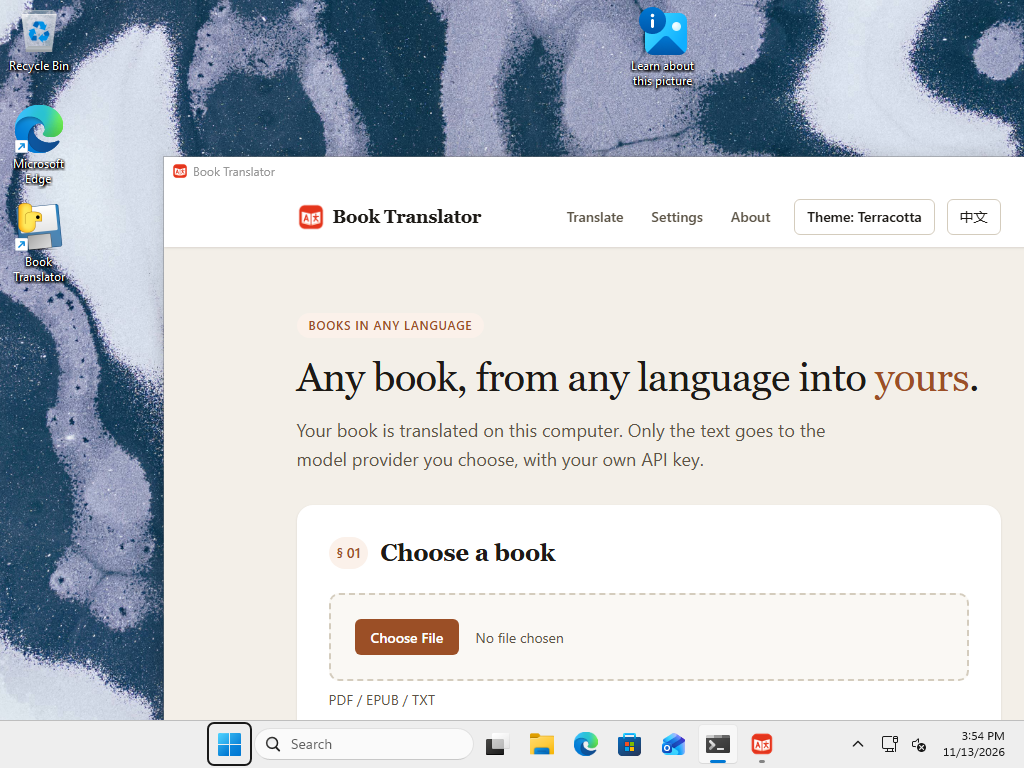 Recycle Bin
Learn about
this picture
Microsoft
Edge
Book
Translator
Book Translator
Book Translator
Translate
Settings
About
Theme: Terracotta
中文
BOOKS IN ANY LANGUAGE
Any book, from any language into yours.
Your book is translated on this computer. Only the text goes to the
model provider you choose, with your own API key.
§ 01
Choose a book
Choose File
No file chosen
PDF / EPUB / TXT
Search
3:54 PM
11/13/2026